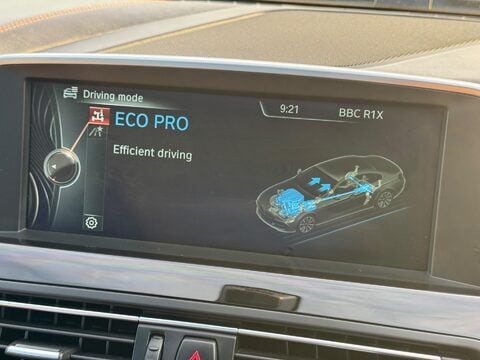 Driving mode
9:21
BBC R1X
ECO PRO
Efficient driving